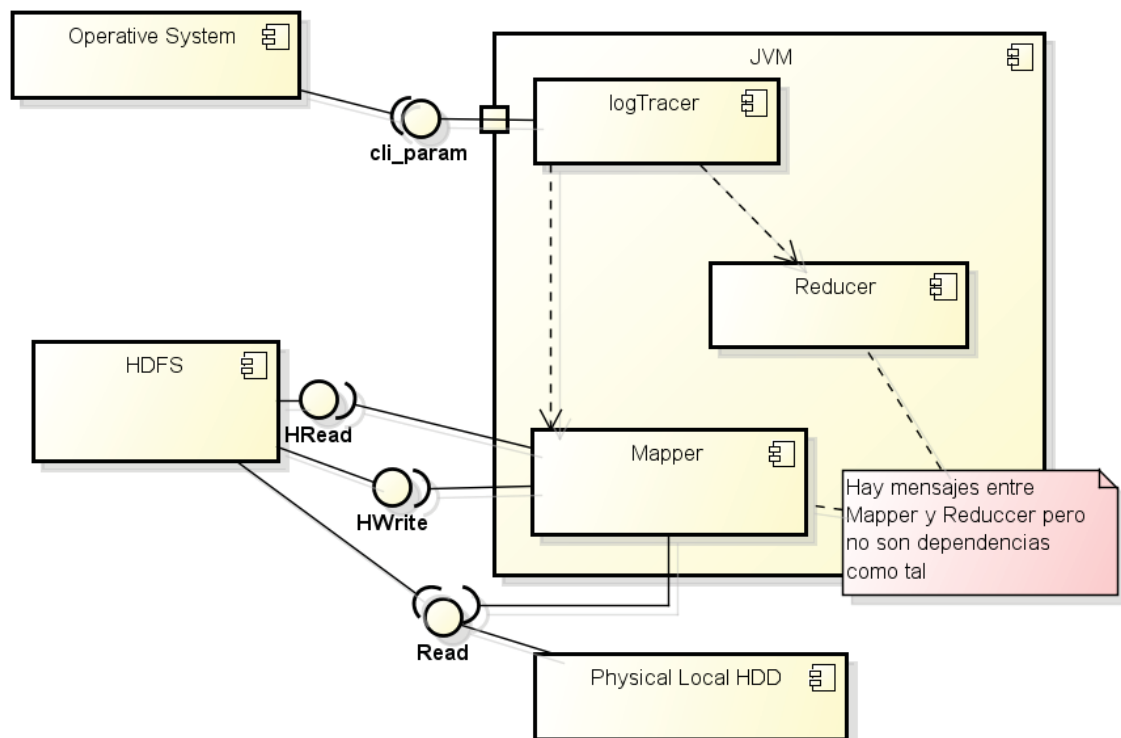 Operative System
JVM
logTracer
cli_param
Reducer
HDFS
HRead
Mapper
HWrite
Hay mensajes entre
Mapper y Reduccer pero
no son dependencias
como tal
Read
Physical Local HDD